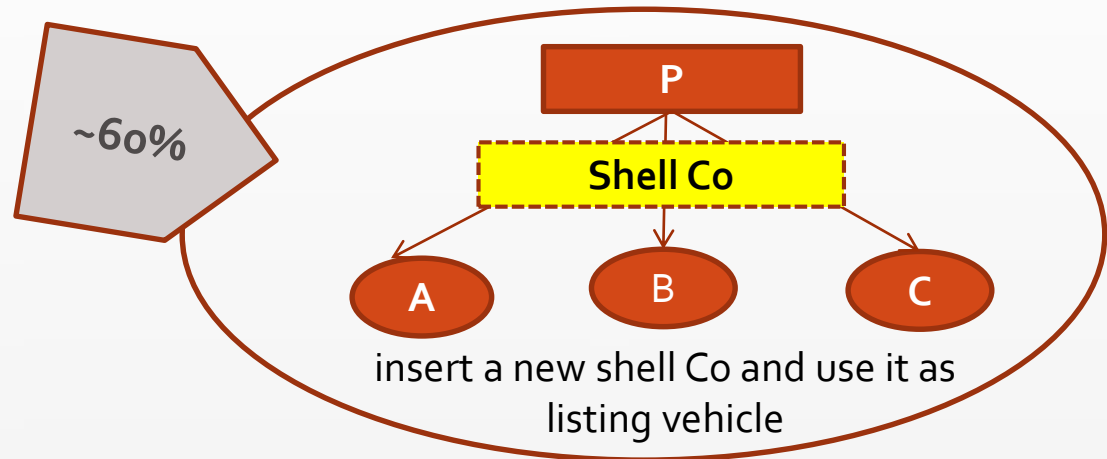 ~60%
P
Shell Co
A
B
C
insert a new shell Co and use it as
listing vehicle